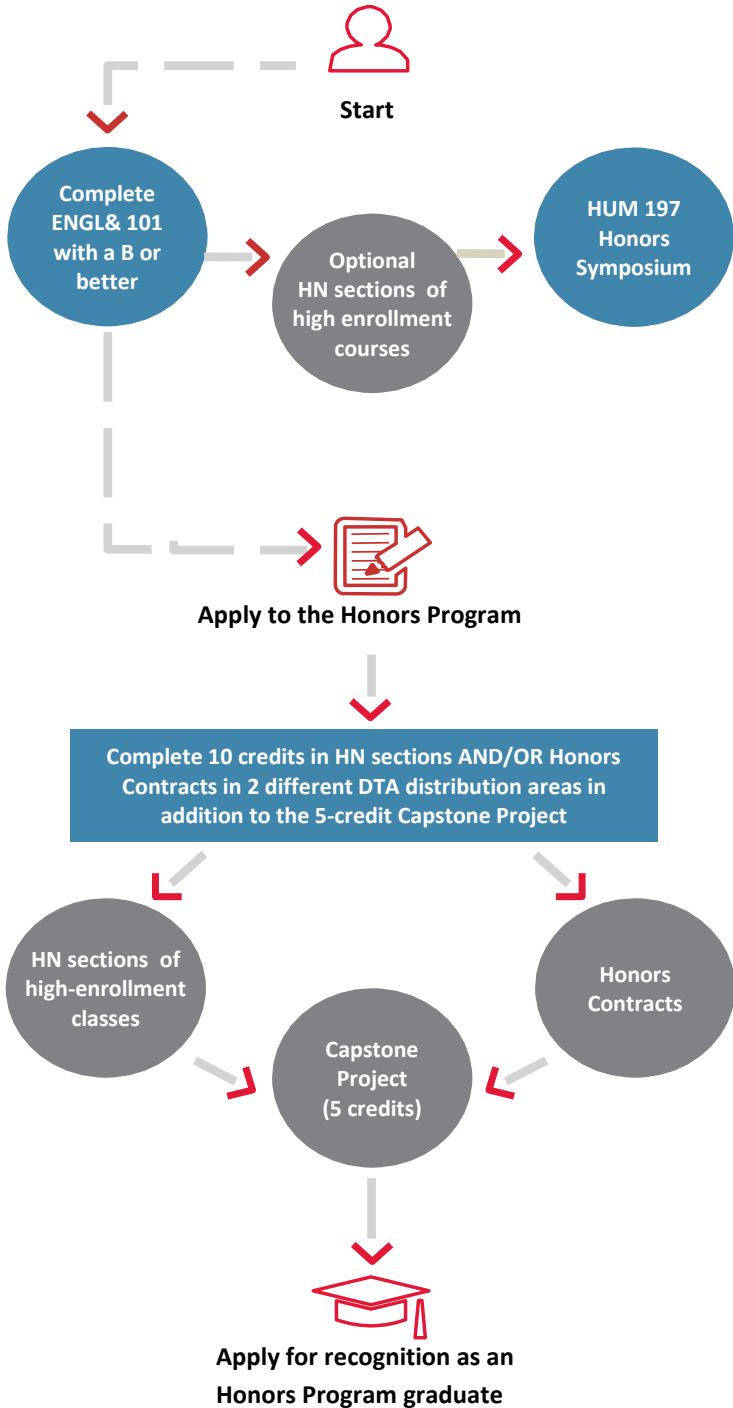 Start
Complete
ENGL& 101
with a B or
better
Optional
HN sections of
high enrollment
courses
HUM 197
Honors
Symposium
Apply to the Honors Program
Complete 10 credits in HN sections AND/OR Honors
Contracts in 2 different DTA distribution areas in
addition to the 5-credit Capstone Project
HN sections of
high-enrollment
classes
Honors
Contracts
Capstone
Project
(5 credits)
Apply for recognition as an
Honors Program graduate